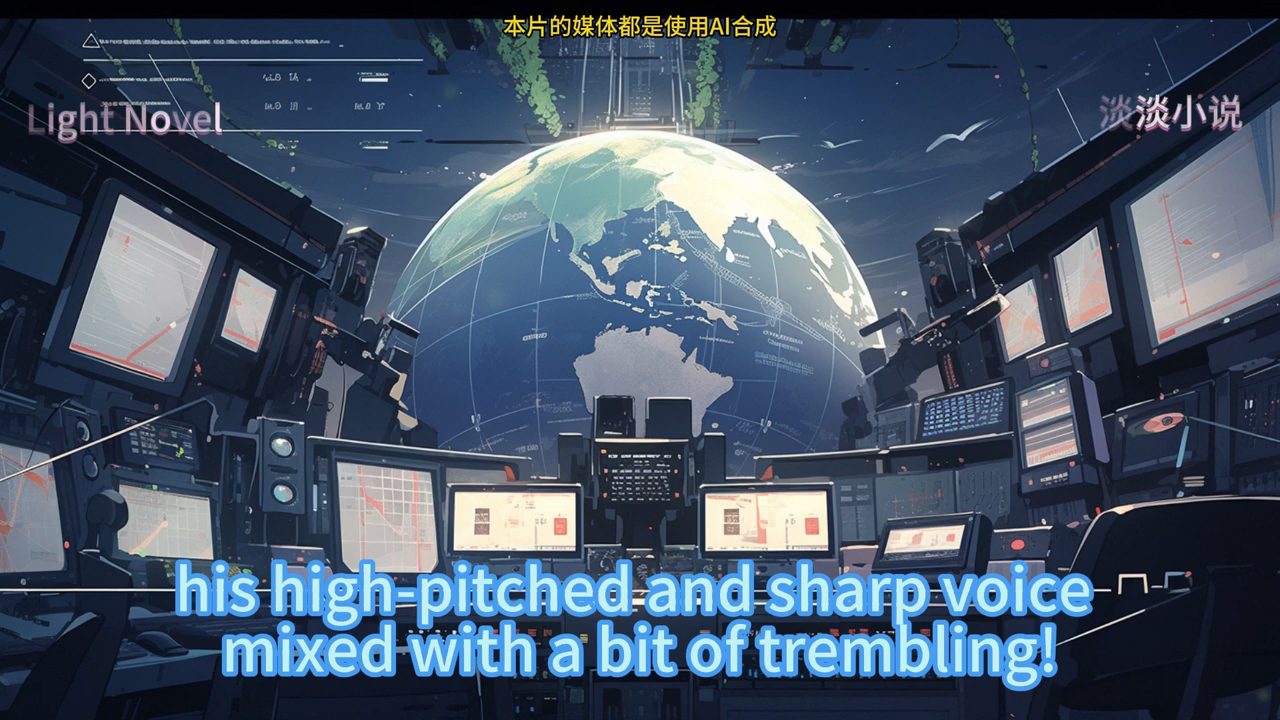 本片的媒体都是使用AI合成
Light Novel
淡淡小说
his high-pitched and sharp voice
mixed with a bit of trembling!